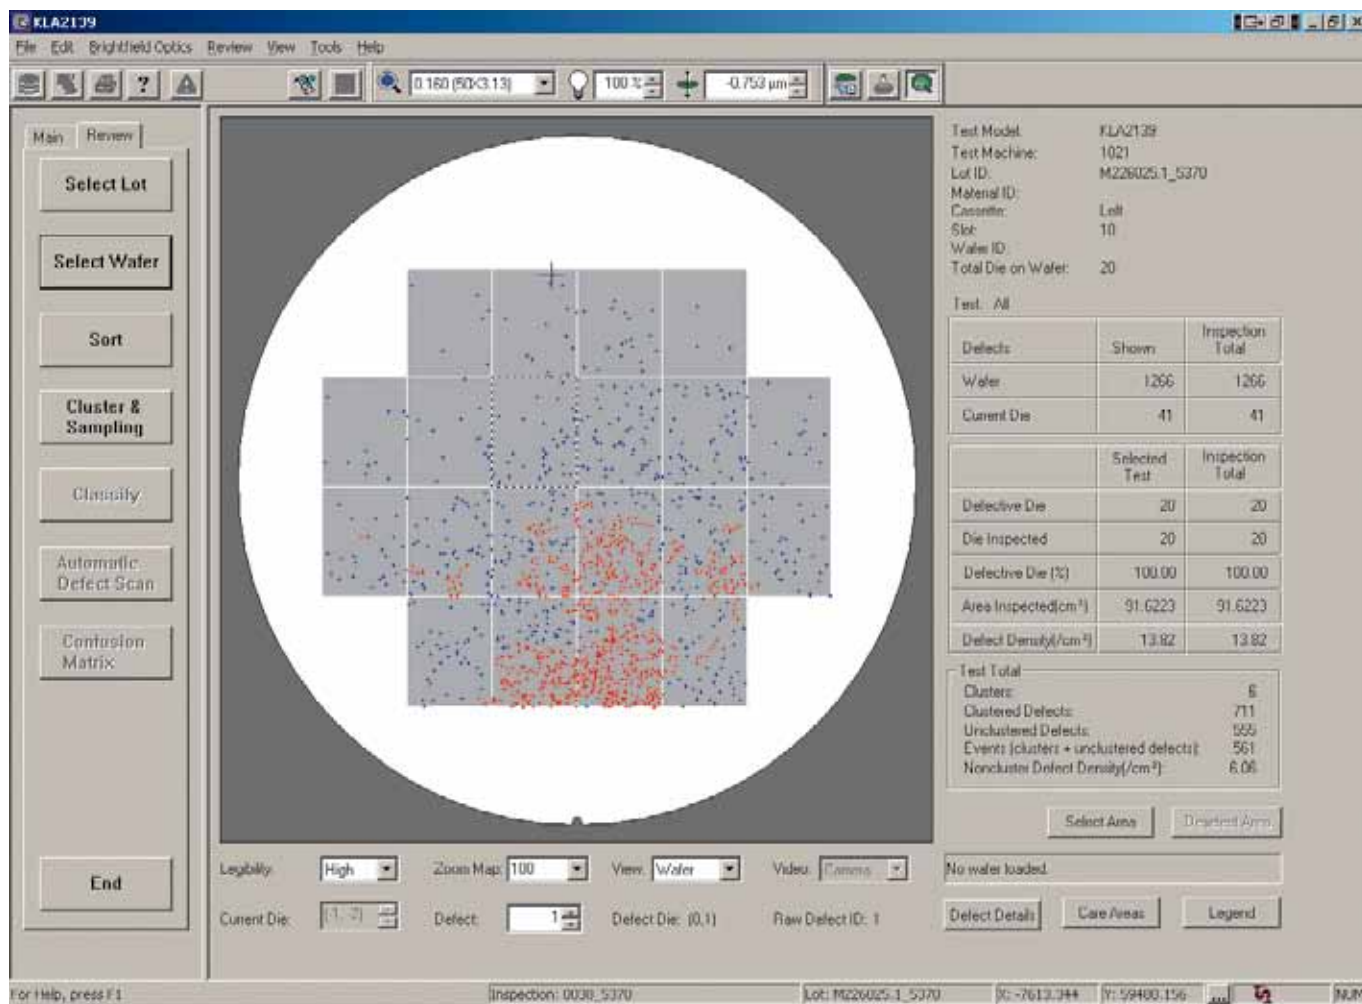 KLA2139
File Edit Brightfield Optics Review View Tools Help
? 0.160 (50X3.13) 100 % -0.753 µm
Main Review
Select Lot
Select Wafer
Sort
Cluster &
Sampling
Classify
Automatic
Defect Scan
Confusion
Matrix
End
Test Model: KLA2139
Test Machine: 1021
Lot ID: M226025.1_5370
Material ID:
Cassette: Left
Slot: 10
Wafer ID:
Total Die on Wafer: 20
Test: All
Defects Shown Inspection Total
Wafer 1266 1266
Current Die 41 41
Selected Test Inspection Total
Defective Die 20 20
Die Inspected 20 20
Defective Die (%) 100.00 100.00
Area Inspected(cm²) 91.6223 91.6223
Defect Density(/cm²) 13.82 13.82
Test Total
Clusters: 6
Clustered Defects: 711
Unclustered Defects: 555
Events (clusters + unclustered defects): 561
Noncluster Defect Density(/cm²): 6.06
Select Area Deselect Area
Legibility: High Zoom Map: 100 View: Wafer Video: Camera
No wafer loaded.
Current Die: (-1, -2) Defect: 1 Defect Die: (0,1) Raw Defect ID: 1
Defect Details Care Areas Legend
For Help, press F1 Inspection: 0030_5370 Lot: M226025.1_5370 X: -7613.344 Y: 59400.156 ... NUM